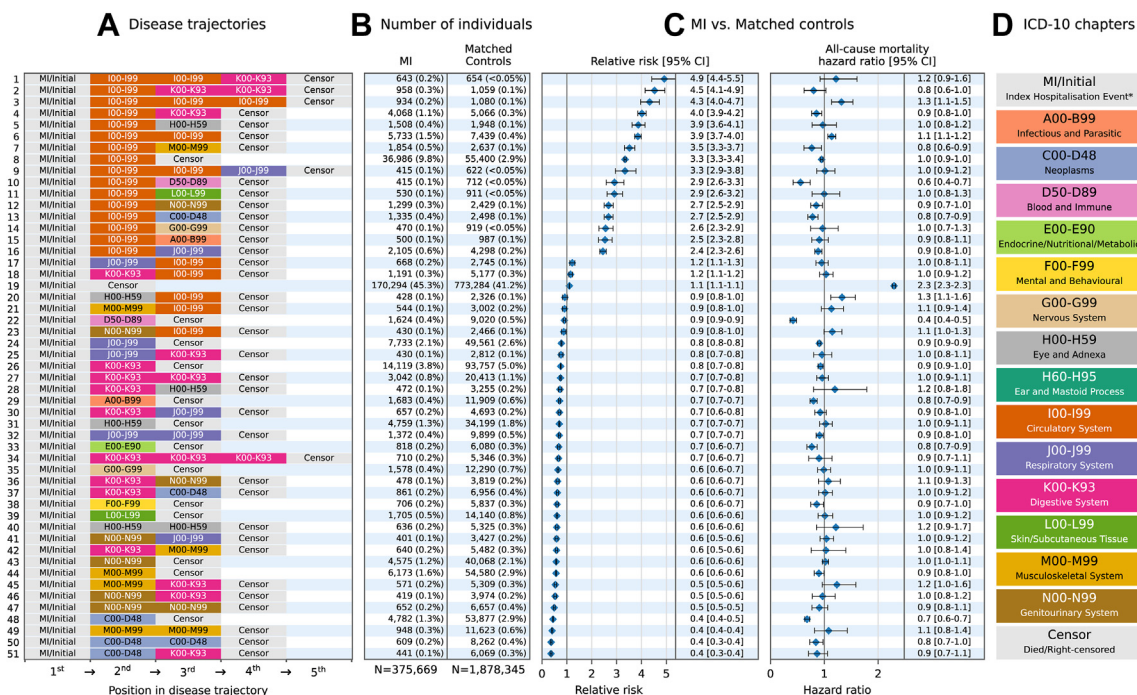 A Disease trajectories B Number of individuals C MI vs. Matched controls D ICD-10 chapters
MI Matched Controls Relative risk [95% CI] All-cause mortality hazard ratio [95% CI]
1 MI/Initial I00-I99 I00-I99 K00-K93 Censor 643 (0.2%) 654 (<0.05%) 4.9 [4.4-5.5] 1.2 [0.9-1.6]
2 MI/Initial I00-I99 K00-K93 K00-K93 Censor 958 (0.3%) 1,059 (0.1%) 4.5 [4.1-4.9] 0.8 [0.6-1.0]
3 MI/Initial I00-I99 I00-I99 I00-I99 Censor 934 (0.2%) 1,080 (0.1%) 4.3 [4.0-4.7] 1.3 [1.1-1.5]
4 MI/Initial I00-I99 K00-K93 Censor 4,068 (1.1%) 5,066 (0.3%) 4.0 [3.9-4.2] 0.9 [0.8-1.0]
5 MI/Initial I00-I99 H00-H59 Censor 1,508 (0.4%) 1,948 (0.1%) 3.9 [3.6-4.1] 1.0 [0.8-1.2]
6 MI/Initial I00-I99 I00-I99 Censor 5,733 (1.5%) 7,439 (0.4%) 3.9 [3.7-4.0] 1.1 [1.1-1.2]
7 MI/Initial I00-I99 M00-M99 Censor 1,854 (0.5%) 2,637 (0.1%) 3.5 [3.3-3.7] 0.8 [0.6-0.9]
8 MI/Initial I00-I99 Censor 36,986 (9.8%) 55,400 (2.9%) 3.3 [3.3-3.4] 1.0 [0.9-1.0]
9 MI/Initial I00-I99 I00-I99 J00-J99 Censor 415 (0.1%) 622 (<0.05%) 3.3 [2.9-3.8] 1.0 [0.9-1.2]
10 MI/Initial I00-I99 D50-D89 Censor 415 (0.1%) 712 (<0.05%) 2.9 [2.6-3.3] 0.6 [0.4-0.7]
11 MI/Initial I00-I99 L00-L99 Censor 530 (0.1%) 911 (<0.05%) 2.9 [2.6-3.2] 1.0 [0.8-1.3]
12 MI/Initial I00-I99 N00-N99 Censor 1,299 (0.3%) 2,429 (0.1%) 2.7 [2.5-2.9] 0.9 [0.7-1.0]
13 MI/Initial I00-I99 C00-D48 Censor 1,335 (0.4%) 2,498 (0.1%) 2.7 [2.5-2.9] 0.8 [0.7-0.9]
14 MI/Initial I00-I99 G00-G99 Censor 470 (0.1%) 919 (<0.05%) 2.6 [2.3-2.9] 1.0 [0.7-1.3]
15 MI/Initial I00-I99 A00-B99 Censor 500 (0.1%) 987 (0.1%) 2.5 [2.3-2.8] 0.9 [0.8-1.1]
16 MI/Initial I00-I99 J00-J99 Censor 2,105 (0.6%) 4,298 (0.2%) 2.4 [2.3-2.6] 0.9 [0.8-1.0]
17 MI/Initial J00-J99 I00-I99 Censor 668 (0.2%) 2,745 (0.1%) 1.2 [1.1-1.3] 1.0 [0.8-1.1]
18 MI/Initial K00-K93 I00-I99 Censor 1,191 (0.3%) 5,177 (0.3%) 1.2 [1.1-1.2] 1.0 [0.9-1.2]
19 MI/Initial Censor 170,294 (45.3%) 773,284 (41.2%) 1.1 [1.1-1.1] 2.3 [2.3-2.3]
20 MI/Initial H00-H59 I00-I99 Censor 428 (0.1%) 2,326 (0.1%) 0.9 [0.8-1.0] 1.3 [1.1-1.6]
21 MI/Initial M00-M99 I00-I99 Censor 544 (0.1%) 3,002 (0.2%) 0.9 [0.8-1.0] 1.1 [0.9-1.4]
22 MI/Initial D50-D89 Censor 1,624 (0.4%) 9,020 (0.5%) 0.9 [0.9-0.9] 0.4 [0.4-0.5]
23 MI/Initial N00-N99 I00-I99 Censor 430 (0.1%) 2,466 (0.1%) 0.9 [0.8-1.0] 1.1 [1.0-1.3]
24 MI/Initial J00-J99 Censor 7,733 (2.1%) 49,561 (2.6%) 0.8 [0.8-0.8] 0.9 [0.9-0.9]
25 MI/Initial J00-J99 K00-K93 Censor 430 (0.1%) 2,812 (0.1%) 0.8 [0.7-0.8] 1.0 [0.8-1.1]
26 MI/Initial K00-K93 Censor 14,119 (3.8%) 93,757 (5.0%) 0.8 [0.7-0.8] 0.9 [0.9-1.0]
27 MI/Initial K00-K93 K00-K93 Censor 3,042 (0.8%) 20,413 (1.1%) 0.7 [0.7-0.8] 1.0 [0.9-1.1]
28 MI/Initial K00-K93 H00-H59 Censor 472 (0.1%) 3,255 (0.2%) 0.7 [0.7-0.8] 1.2 [0.8-1.8]
29 MI/Initial A00-B99 Censor 1,683 (0.4%) 11,909 (0.6%) 0.7 [0.7-0.7] 0.8 [0.7-0.9]
30 MI/Initial K00-K93 J00-J99 Censor 657 (0.2%) 4,693 (0.2%) 0.7 [0.6-0.8] 0.9 [0.8-1.0]
31 MI/Initial H00-H59 Censor 4,759 (1.3%) 34,199 (1.8%) 0.7 [0.7-0.7] 1.0 [0.9-1.1]
32 MI/Initial J00-J99 J00-J99 Censor 1,372 (0.4%) 9,899 (0.5%) 0.7 [0.7-0.7] 0.9 [0.8-1.0]
33 MI/Initial E00-E90 Censor 818 (0.2%) 6,080 (0.3%) 0.7 [0.6-0.7] 0.8 [0.7-0.9]
34 MI/Initial K00-K93 K00-K93 K00-K93 Censor 710 (0.2%) 5,346 (0.3%) 0.7 [0.6-0.7] 0.9 [0.7-1.1]
35 MI/Initial G00-G99 Censor 1,578 (0.4%) 12,290 (0.7%) 0.6 [0.6-0.7] 1.0 [0.9-1.1]
36 MI/Initial K00-K93 N00-N99 Censor 478 (0.1%) 3,819 (0.2%) 0.6 [0.6-0.7] 1.1 [0.9-1.3]
37 MI/Initial K00-K93 C00-D48 Censor 861 (0.2%) 6,956 (0.4%) 0.6 [0.6-0.7] 1.0 [0.9-1.2]
38 MI/Initial F00-F99 Censor 706 (0.2%) 5,837 (0.3%) 0.6 [0.6-0.7] 0.9 [0.7-1.0]
39 MI/Initial L00-L99 Censor 1,705 (0.5%) 14,140 (0.8%) 0.6 [0.6-0.6] 1.0 [0.9-1.2]
40 MI/Initial H00-H59 H00-H59 Censor 636 (0.2%) 5,325 (0.3%) 0.6 [0.6-0.6] 1.2 [0.9-1.7]
41 MI/Initial N00-N99 J00-J99 Censor 401 (0.1%) 3,427 (0.2%) 0.6 [0.5-0.6] 1.0 [0.9-1.2]
42 MI/Initial K00-K93 M00-M99 Censor 640 (0.2%) 5,482 (0.3%) 0.6 [0.5-0.6] 1.0 [0.8-1.4]
43 MI/Initial N00-N99 Censor 4,575 (1.2%) 40,068 (2.1%) 0.6 [0.6-0.6] 1.0 [1.0-1.1]
44 MI/Initial M00-M99 Censor 6,173 (1.6%) 54,580 (2.9%) 0.6 [0.6-0.6] 0.9 [0.8-1.0]
45 MI/Initial M00-M99 K00-K93 Censor 571 (0.2%) 5,309 (0.3%) 0.5 [0.5-0.6] 1.2 [1.0-1.6]
46 MI/Initial N00-N99 K00-K93 Censor 419 (0.1%) 3,974 (0.2%) 0.5 [0.5-0.6] 1.0 [0.8-1.2]
47 MI/Initial N00-N99 N00-N99 Censor 652 (0.2%) 6,657 (0.4%) 0.5 [0.5-0.5] 0.9 [0.8-1.1]
48 MI/Initial C00-D48 Censor 4,782 (1.3%) 53,877 (2.9%) 0.4 [0.4-0.5] 0.7 [0.6-0.7]
49 MI/Initial M00-M99 M00-M99 Censor 948 (0.3%) 11,623 (0.6%) 0.4 [0.4-0.4] 1.1 [0.8-1.4]
50 MI/Initial C00-D48 C00-D48 Censor 609 (0.2%) 8,262 (0.4%) 0.4 [0.3-0.4] 0.8 [0.7-1.0]
51 MI/Initial C00-D48 K00-K93 Censor 441 (0.1%) 6,069 (0.3%) 0.4 [0.3-0.4] 0.9 [0.7-1.1]
1st → 2nd → 3rd → 4th → 5th N=375,669 N=1,878,345 0 1 2 3 4 5 0 1 2
Position in disease trajectory Relative risk Hazard ratio
MI/Initial
Index Hospitalisation Event*
A00-B99
Infectious and Parasitic
C00-D48
Neoplasms
D50-D89
Blood and Immune
E00-E90
Endocrine/Nutritional/Metabolic
F00-F99
Mental and Behavioural
G00-G99
Nervous System
H00-H59
Eye and Adnexa
H60-H95
Ear and Mastoid Process
I00-I99
Circulatory System
J00-J99
Respiratory System
K00-K93
Digestive System
L00-L99
Skin/Subcutaneous Tissue
M00-M99
Musculoskeletal System
N00-N99
Genitourinary System
Censor
Died/Right-censored